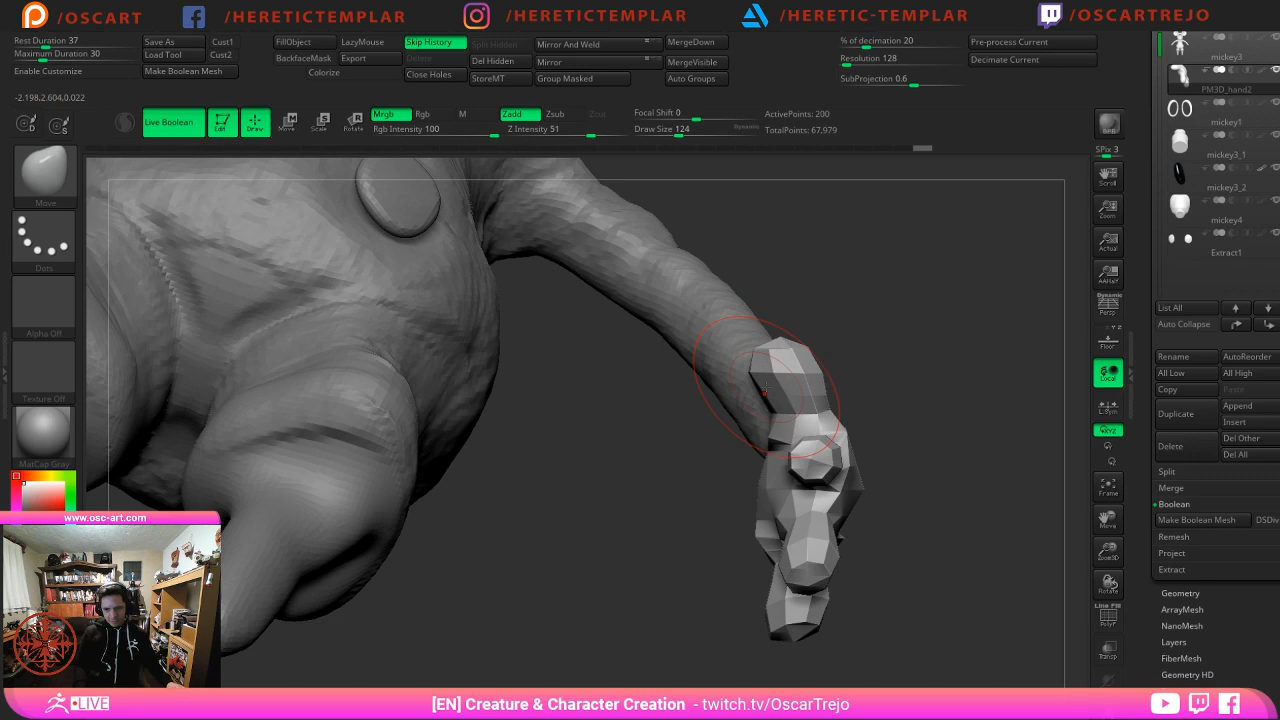 /OSCART
/HERETICTEMPLAR
/HERETICTEMPLAR
/HERETIC-TEMPLAR
/OSCARTREJO
Rest Duration 37
Maximum Duration 30
Enable Customize
Save As
Cust1
Load Tool
Cust2
Make Boolean Mesh
FillObject
LazyMouse
BackfaceMask
Export
Colorize
Skip History
Split Hidden
Mirror And Weld
MergeDown
Delete
Del Hidden
Mirror
MergeVisible
Close Holes
StoreMT
Group Masked
Auto Groups
% of decimation 20
Resolution 128
SubProjection 0.6
Pre-process Current
Decimate Current
-2.198,2.604,0.022
Live Boolean
Edit
Draw
Move
Scale
Rotate
Mrgb
Rgb
M
Rgb Intensity 100
Zadd
Zsub
Zcut
Z Intensity 51
Focal Shift 0
Draw Size 124
Dynamic
ActivePoints: 200
TotalPoints: 67,979
Move
Dots
Alpha Off
Texture Off
MatCap Gray
BPR
SPix 3
Scroll
Zoom
Actual
AAHalf
Dynamic
Persp
Floor
Local
L.Sym
XYZ
Frame
Move
Zoom3D
Rotate
Line Fill
PolyF
Transp
mickey3
PM3D_hand2
mickey1
mickey3_1
mickey3_2
mickey4
Extract1
List All
Auto Collapse
Rename
AutoReorder
All Low
All High
Copy
Paste
Duplicate
Append
Insert
Delete
Del Other
Del All
Split
Merge
Boolean
Make Boolean Mesh
DSDiv
Remesh
Project
Extract
Geometry
ArrayMesh
NanoMesh
Layers
FiberMesh
Geometry HD
www.osc-art.com
LIVE
[EN] Creature & Character Creation - twitch.tv/OscarTrejo